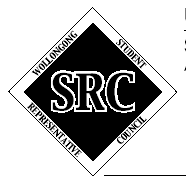 WOLLONGONG
STUDENT
SRC
REPRESENTATIVE
COUNCIL